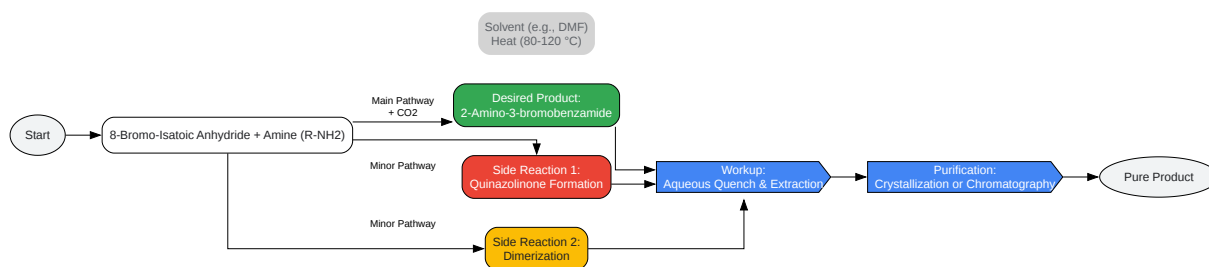 Solvent (e.g., DMF)
Heat (80-120 °C)
Start
8-Bromo-Isatoic Anhydride + Amine (R-NH2)
Main Pathway
+ CO2
Desired Product:
2-Amino-3-bromobenzamide
Minor Pathway
Side Reaction 1:
Quinazolinone Formation
Minor Pathway
Side Reaction 2:
Dimerization
Workup:
Aqueous Quench & Extraction
Purification:
Crystallization or Chromatography
Pure Product